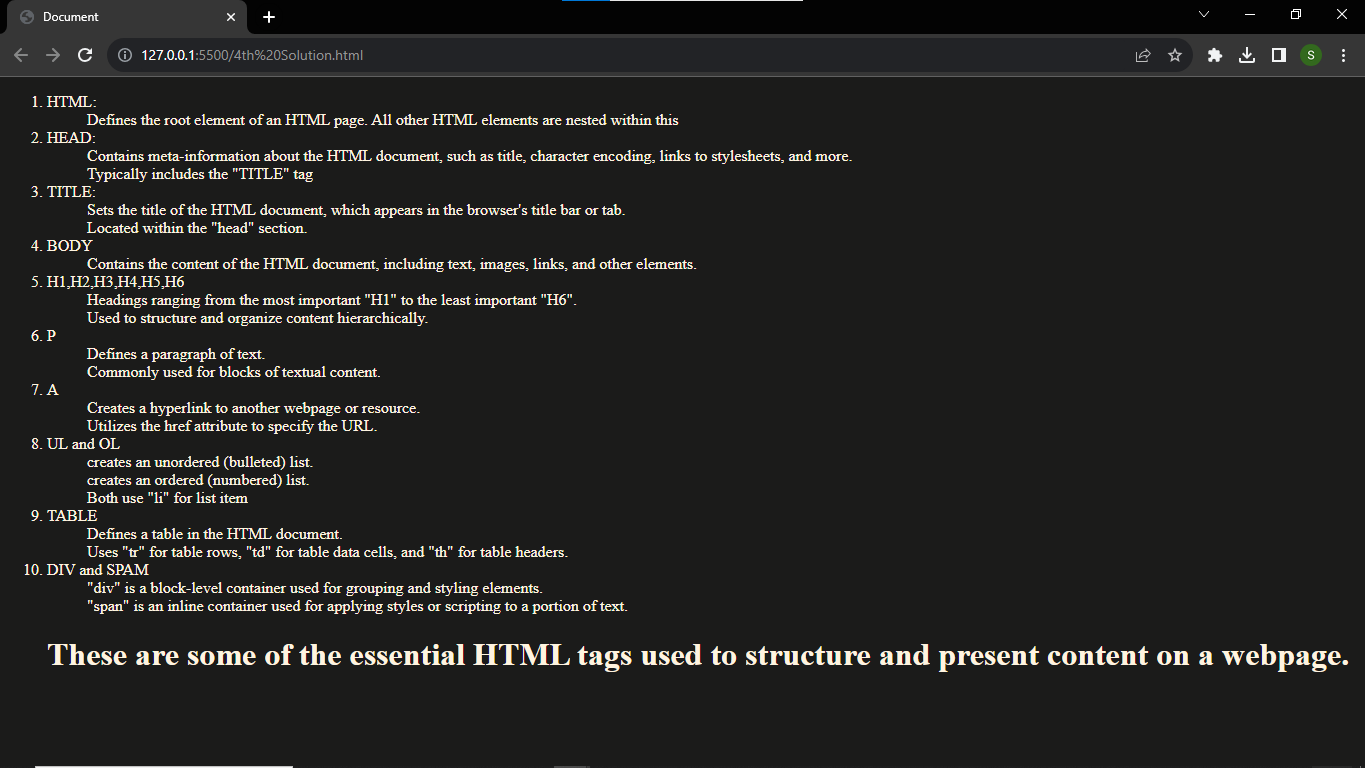 Document
127.0.0.1:5500/4th%20Solution.html
S
1. HTML:
Defines the root element of an HTML page. All other HTML elements are nested within this
2. HEAD:
Contains meta-information about the HTML document, such as title, character encoding, links to stylesheets, and more.
Typically includes the "TITLE" tag
3. TITLE:
Sets the title of the HTML document, which appears in the browser's title bar or tab.
Located within the "head" section.
4. BODY
Contains the content of the HTML document, including text, images, links, and other elements.
5. H1,H2,H3,H4,H5,H6
Headings ranging from the most important "H1" to the least important "H6".
Used to structure and organize content hierarchically.
6. P
Defines a paragraph of text.
Commonly used for blocks of textual content.
7. A
Creates a hyperlink to another webpage or resource.
Utilizes the href attribute to specify the URL.
8. UL and OL
creates an unordered (bulleted) list.
creates an ordered (numbered) list.
Both use "li" for list item
9. TABLE
Defines a table in the HTML document.
Uses "tr" for table rows, "td" for table data cells, and "th" for table headers.
10. DIV and SPAM
"div" is a block-level container used for grouping and styling elements.
"span" is an inline container used for applying styles or scripting to a portion of text.
These are some of the essential HTML tags used to structure and present content on a webpage.